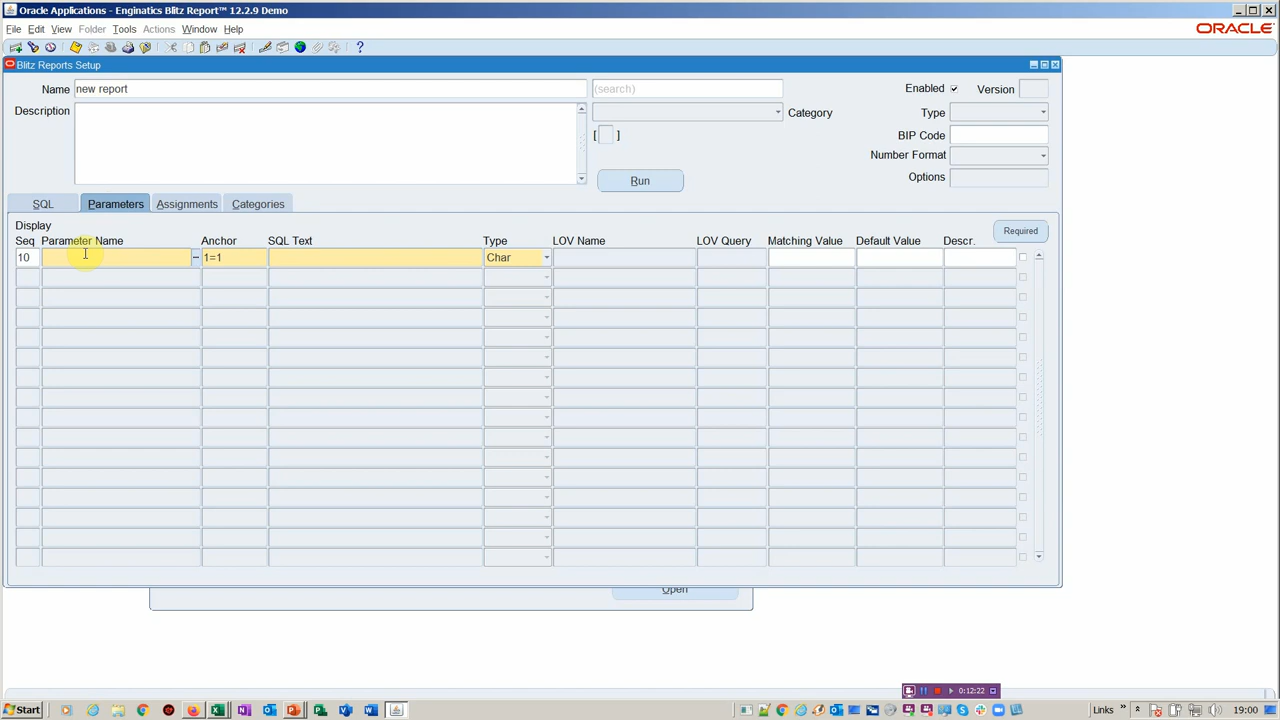 Oracle Applications - Enginatics Blitz Report™ 12.2.9 Demo
File Edit View Folder Tools Actions Window Help
ORACLE
Blitz Reports Setup
Name new report (search) Enabled Version
Description Category Type
[ ] BIP Code
Number Format
Run Options
SQL Parameters Assignments Categories
Display
Required
Seq Parameter Name Anchor SQL Text Type LOV Name LOV Query Matching Value Default Value Descr.
10 1=1 Char
Open
0:12:22
Start Links 19:00